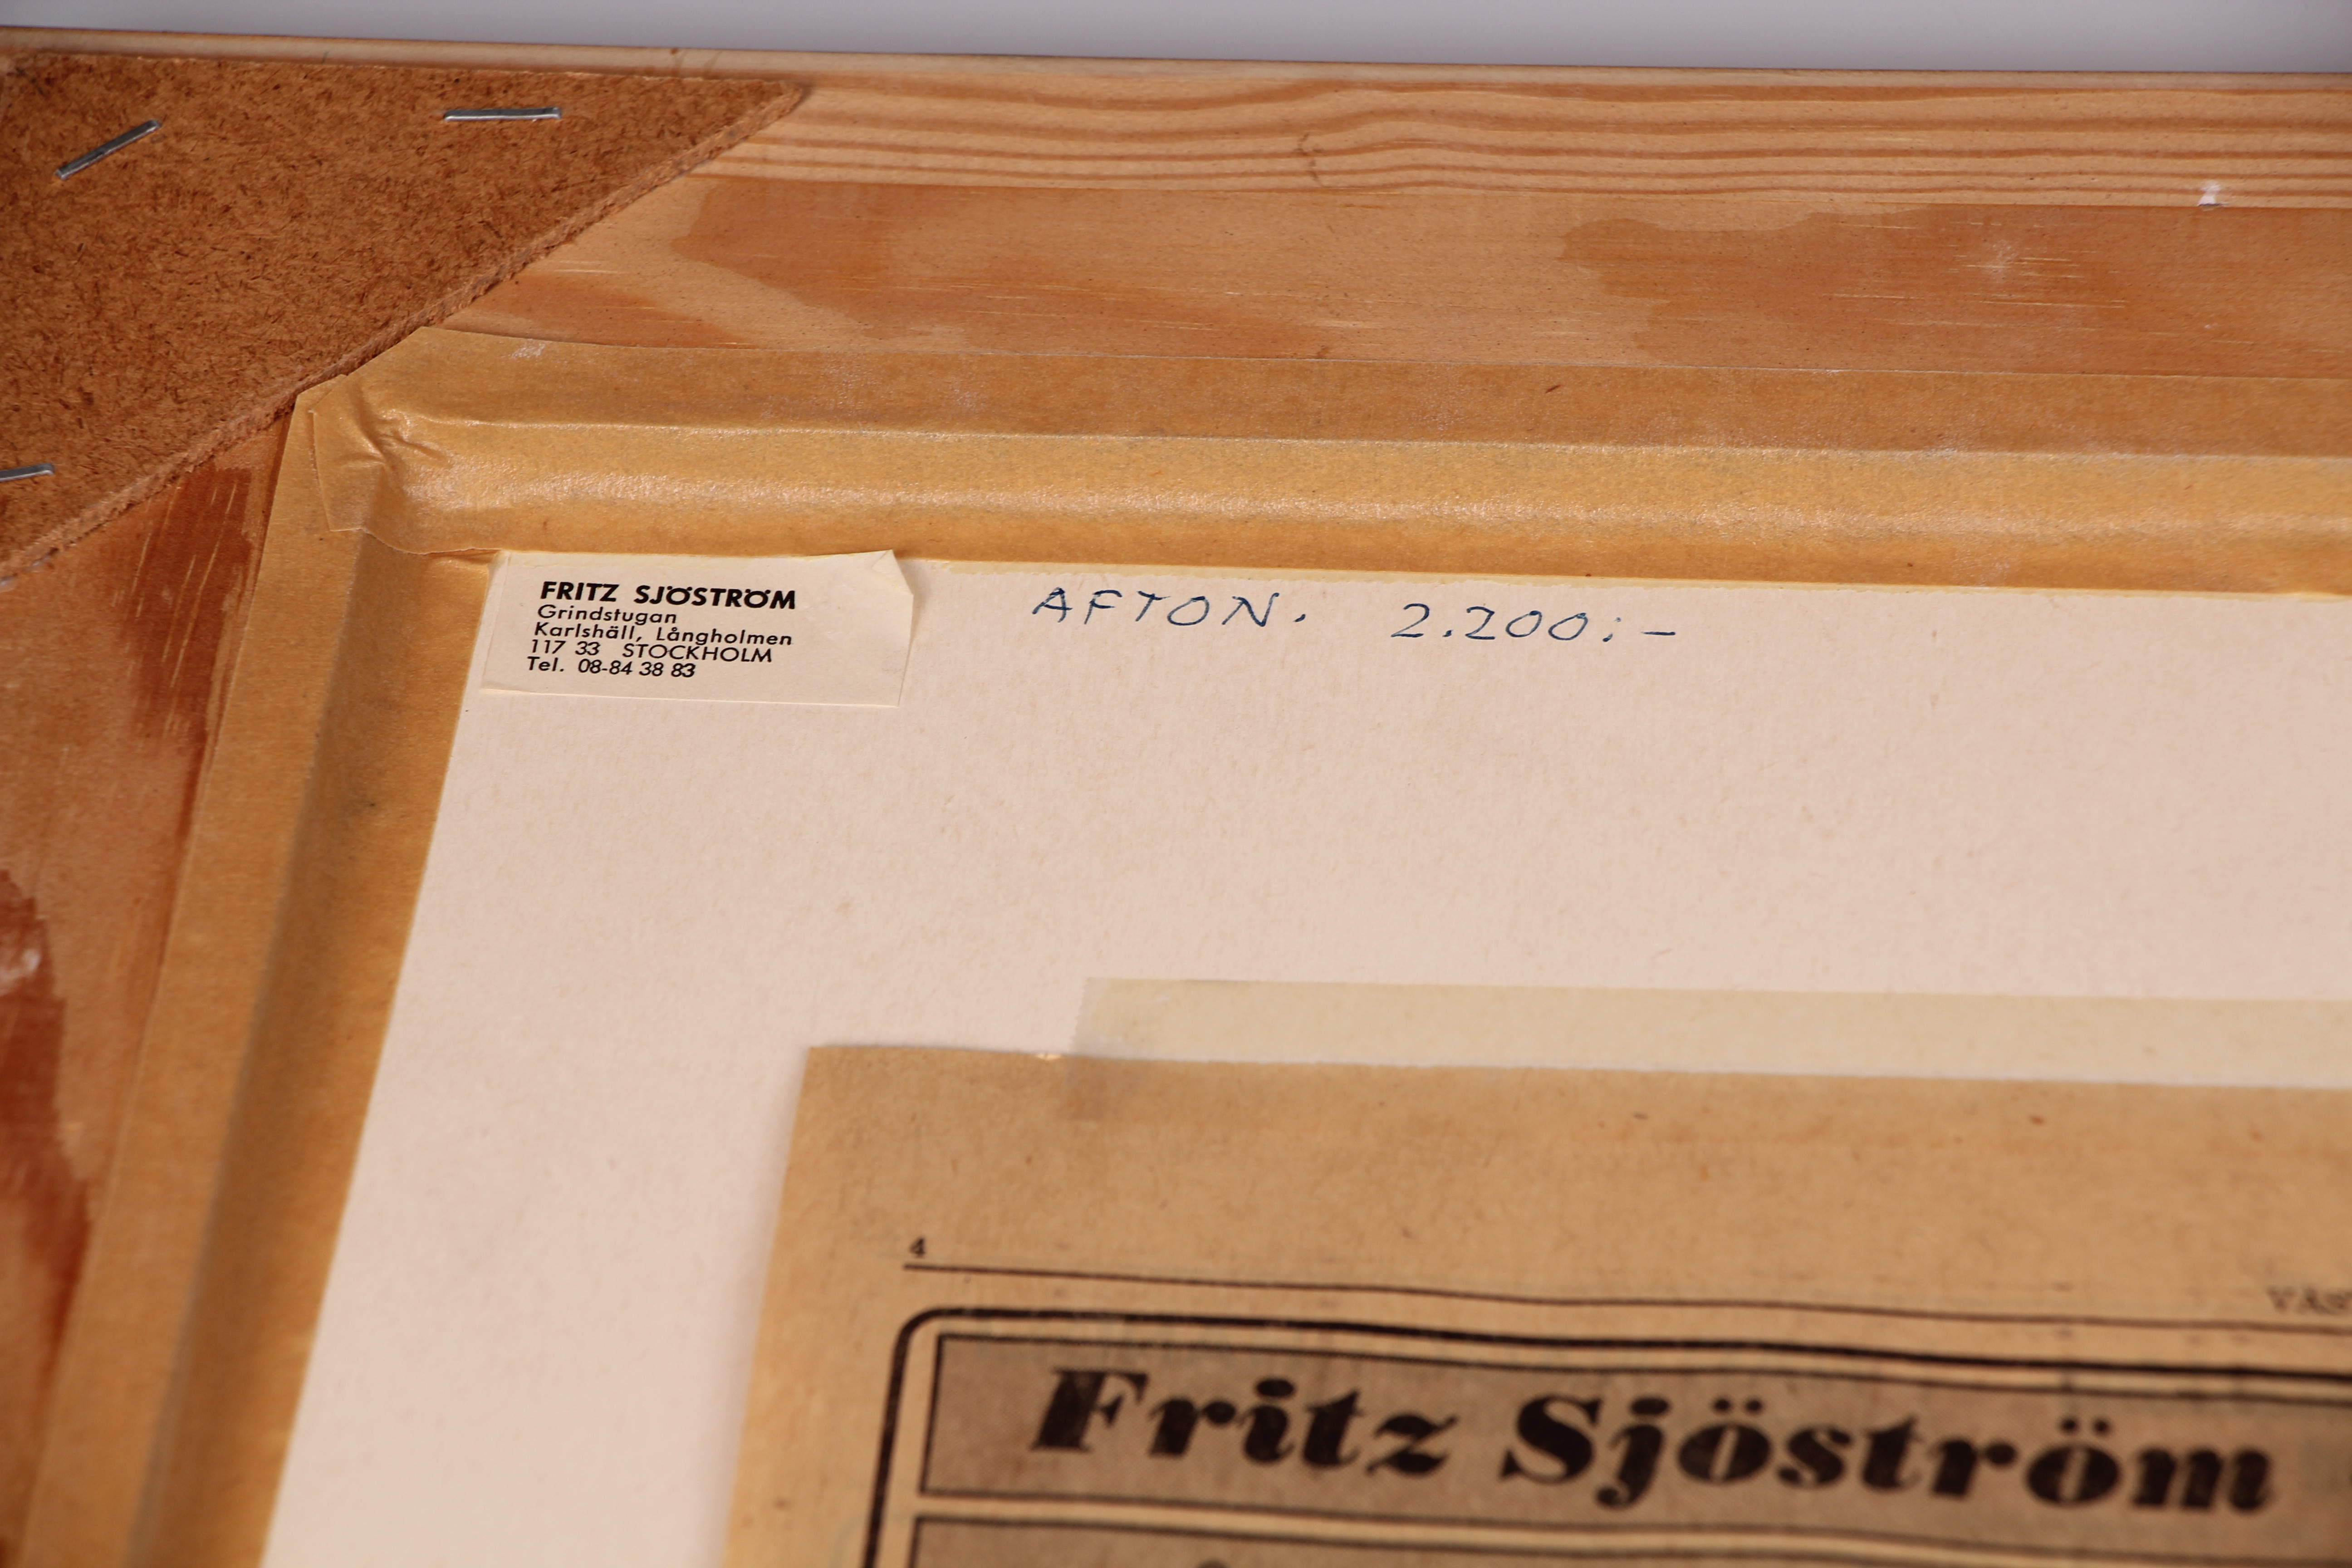 FRITZ SJÖSTRÖM
Grindstugan
Karlshäll, Långholmen
117 33 STOCKHOLM
Tel. 08-84 38 83
AFTON. 2.200:-
4
Fritz Sjöström